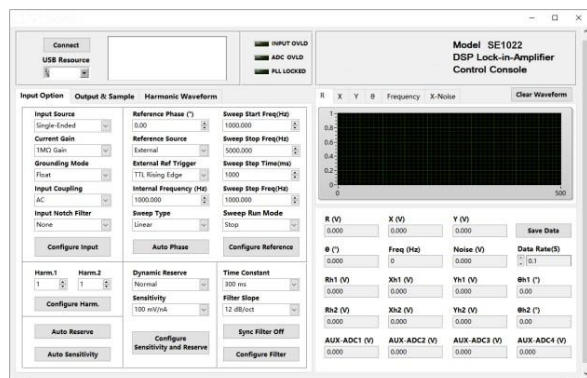 Connect
USB Resource
INPUT OVLD
ADC OVLD
PLL LOCKED
Model SE1022
DSP Lock-in-Amplifier
Control Console
Input Option Output & Sample Harmonic Waveform
Input Source
Single-Ended
Current Gain
1MΩ Gain
Grounding Mode
Float
Input Coupling
AC
Input Notch Filter
None
Configure Input
Reference Phase (°)
0.00
Reference Source
External
External Ref Trigger
TTL Rising Edge
Internal Frequency (Hz)
1000.000
Sweep Type
Linear
Auto Phase
Sweep Start Freq(Hz)
1000.000
Sweep Stop Freq(Hz)
5000.000
Sweep Step Time(ms)
1000
Sweep Step Freq(Hz)
1000.000
Sweep Run Mode
Stop
Configure Reference
Harm.1 Harm.2
1 1
Configure Harm.
Auto Reserve
Auto Sensitivity
Dynamic Reserve
Normal
Sensitivity
100 mV/nA
Configure
Sensitivity and Reserve
Time Constant
300 ms
Filter Slope
12 dB/oct
Sync Filter Off
Configure Filter
R X Y θ Frequency X-Noise
Clear Waveform
1
0.8
0.6
0.4
0.2
0
0 500
R (V) X (V) Y (V)
0.000 0.000 0.000 Save Data
θ (°) Freq (Hz) Noise (V) Data Rate(S)
0.000 0 0.000 0.1
Rh1 (V) Xh1 (V) Yh1 (V) θh1 (°)
0.000 0.000 0.000 0.000
Rh2 (V) Xh2 (V) Yh2 (V) θh2 (°)
0.000 0.000 0.000 0.00
AUX-ADC1 (V) AUX-ADC2 (V) AUX-ADC3 (V) AUX-ADC4 (V)
0.000 0.000 0.000 0.000